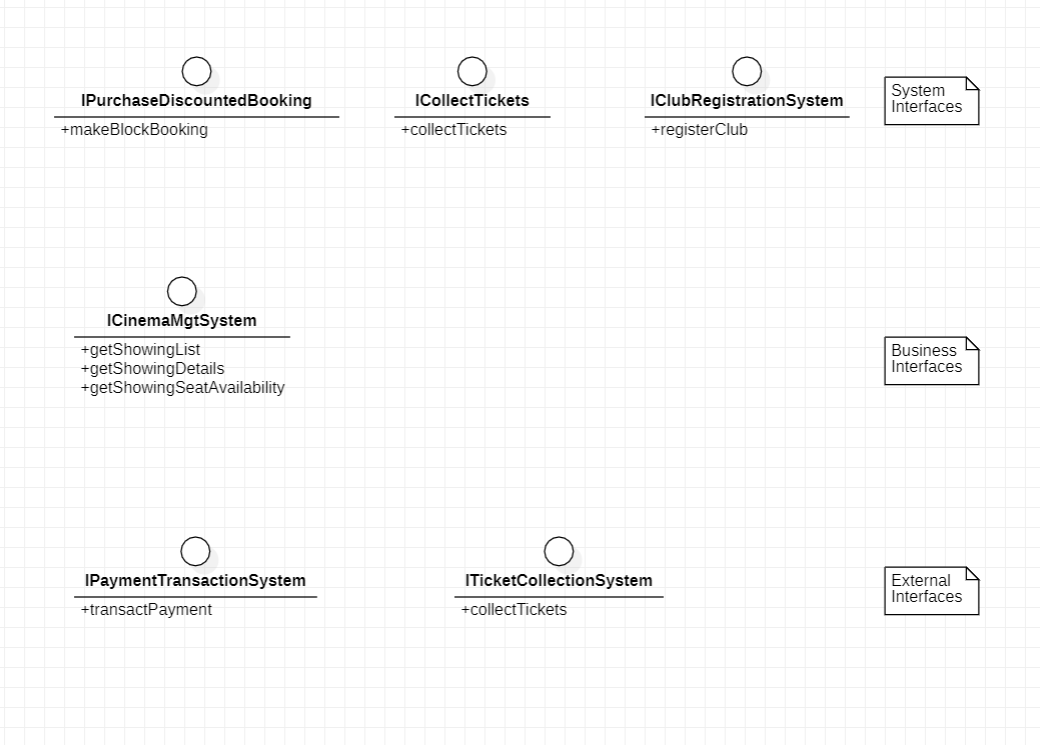 IPurchaseDiscountedBooking
+makeBlockBooking
ICollectTickets
+collectTickets
IClubRegistrationSystem
+registerClub
System
Interfaces
ICinemaMgtSystem
+getShowingList
+getShowingDetails
+getShowingSeatAvailability
Business
Interfaces
IPaymentTransactionSystem
+transactPayment
ITicketCollectionSystem
+collectTickets
External
Interfaces